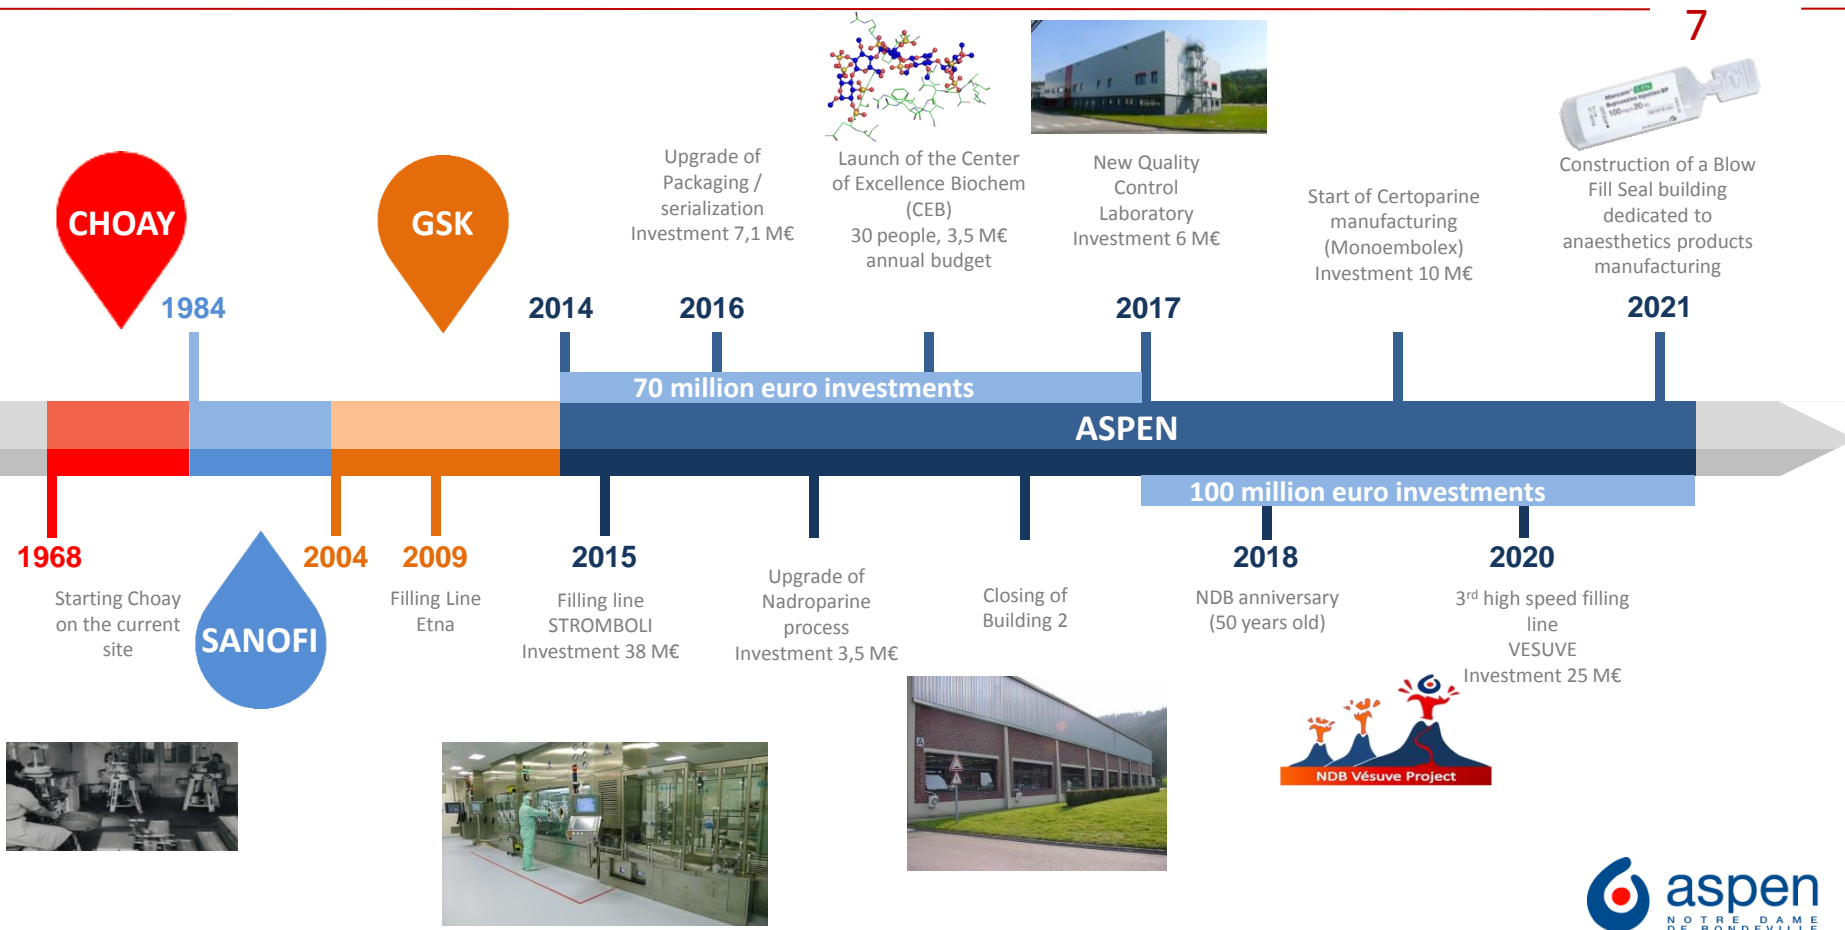 7
CHOAY
GSK
Upgrade of
Packaging /
serialization
Investment 7,1 M€
Launch of the Center
of Excellence Biochem
(CEB)
30 people, 3,5 M€
annual budget
New Quality
Control
Laboratory
Investment 6 M€
Start of Certoparine
manufacturing
(Monoembolex)
Investment 10 M€
Construction of a Blow
Fill Seal building
dedicated to
anaesthetics products
manufacturing
1984
2014
2016
2017
2021
70 million euro investments
ASPEN
100 million euro investments
1968
Starting Choay
on the current
site
SANOFI
2004
2009
Filling Line
Etna
2015
Filling line
STROMBOLI
Investment 38 M€
Upgrade of
Nadroparine
process
Investment 3,5 M€
Closing of
Building 2
2018
NDB anniversary
(50 years old)
2020
3rd high speed filling
line
VESUVE
Investment 25 M€
NDB Vésuve Project
aspen
NOTRE DAME
DE BONDEVILLE